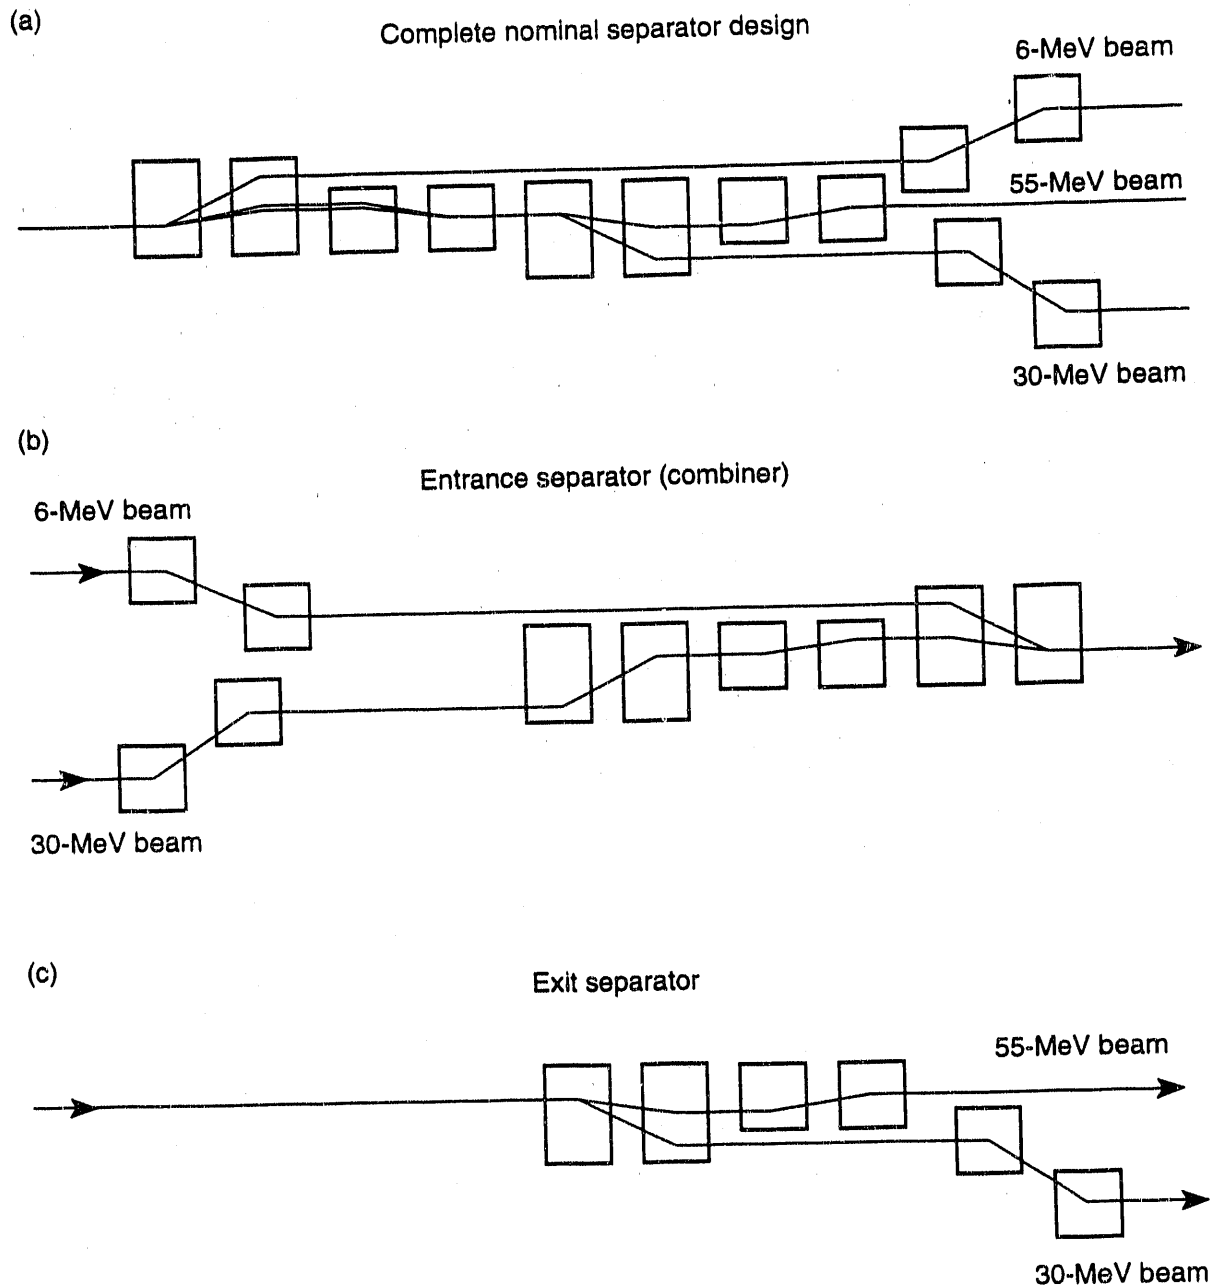 (a)
Complete nominal separator design
6-MeV beam
55-MeV beam
30-MeV beam
(b)
Entrance separator (combiner)
6-MeV beam
30-MeV beam
(c)
Exit separator
55-MeV beam
30-MeV beam